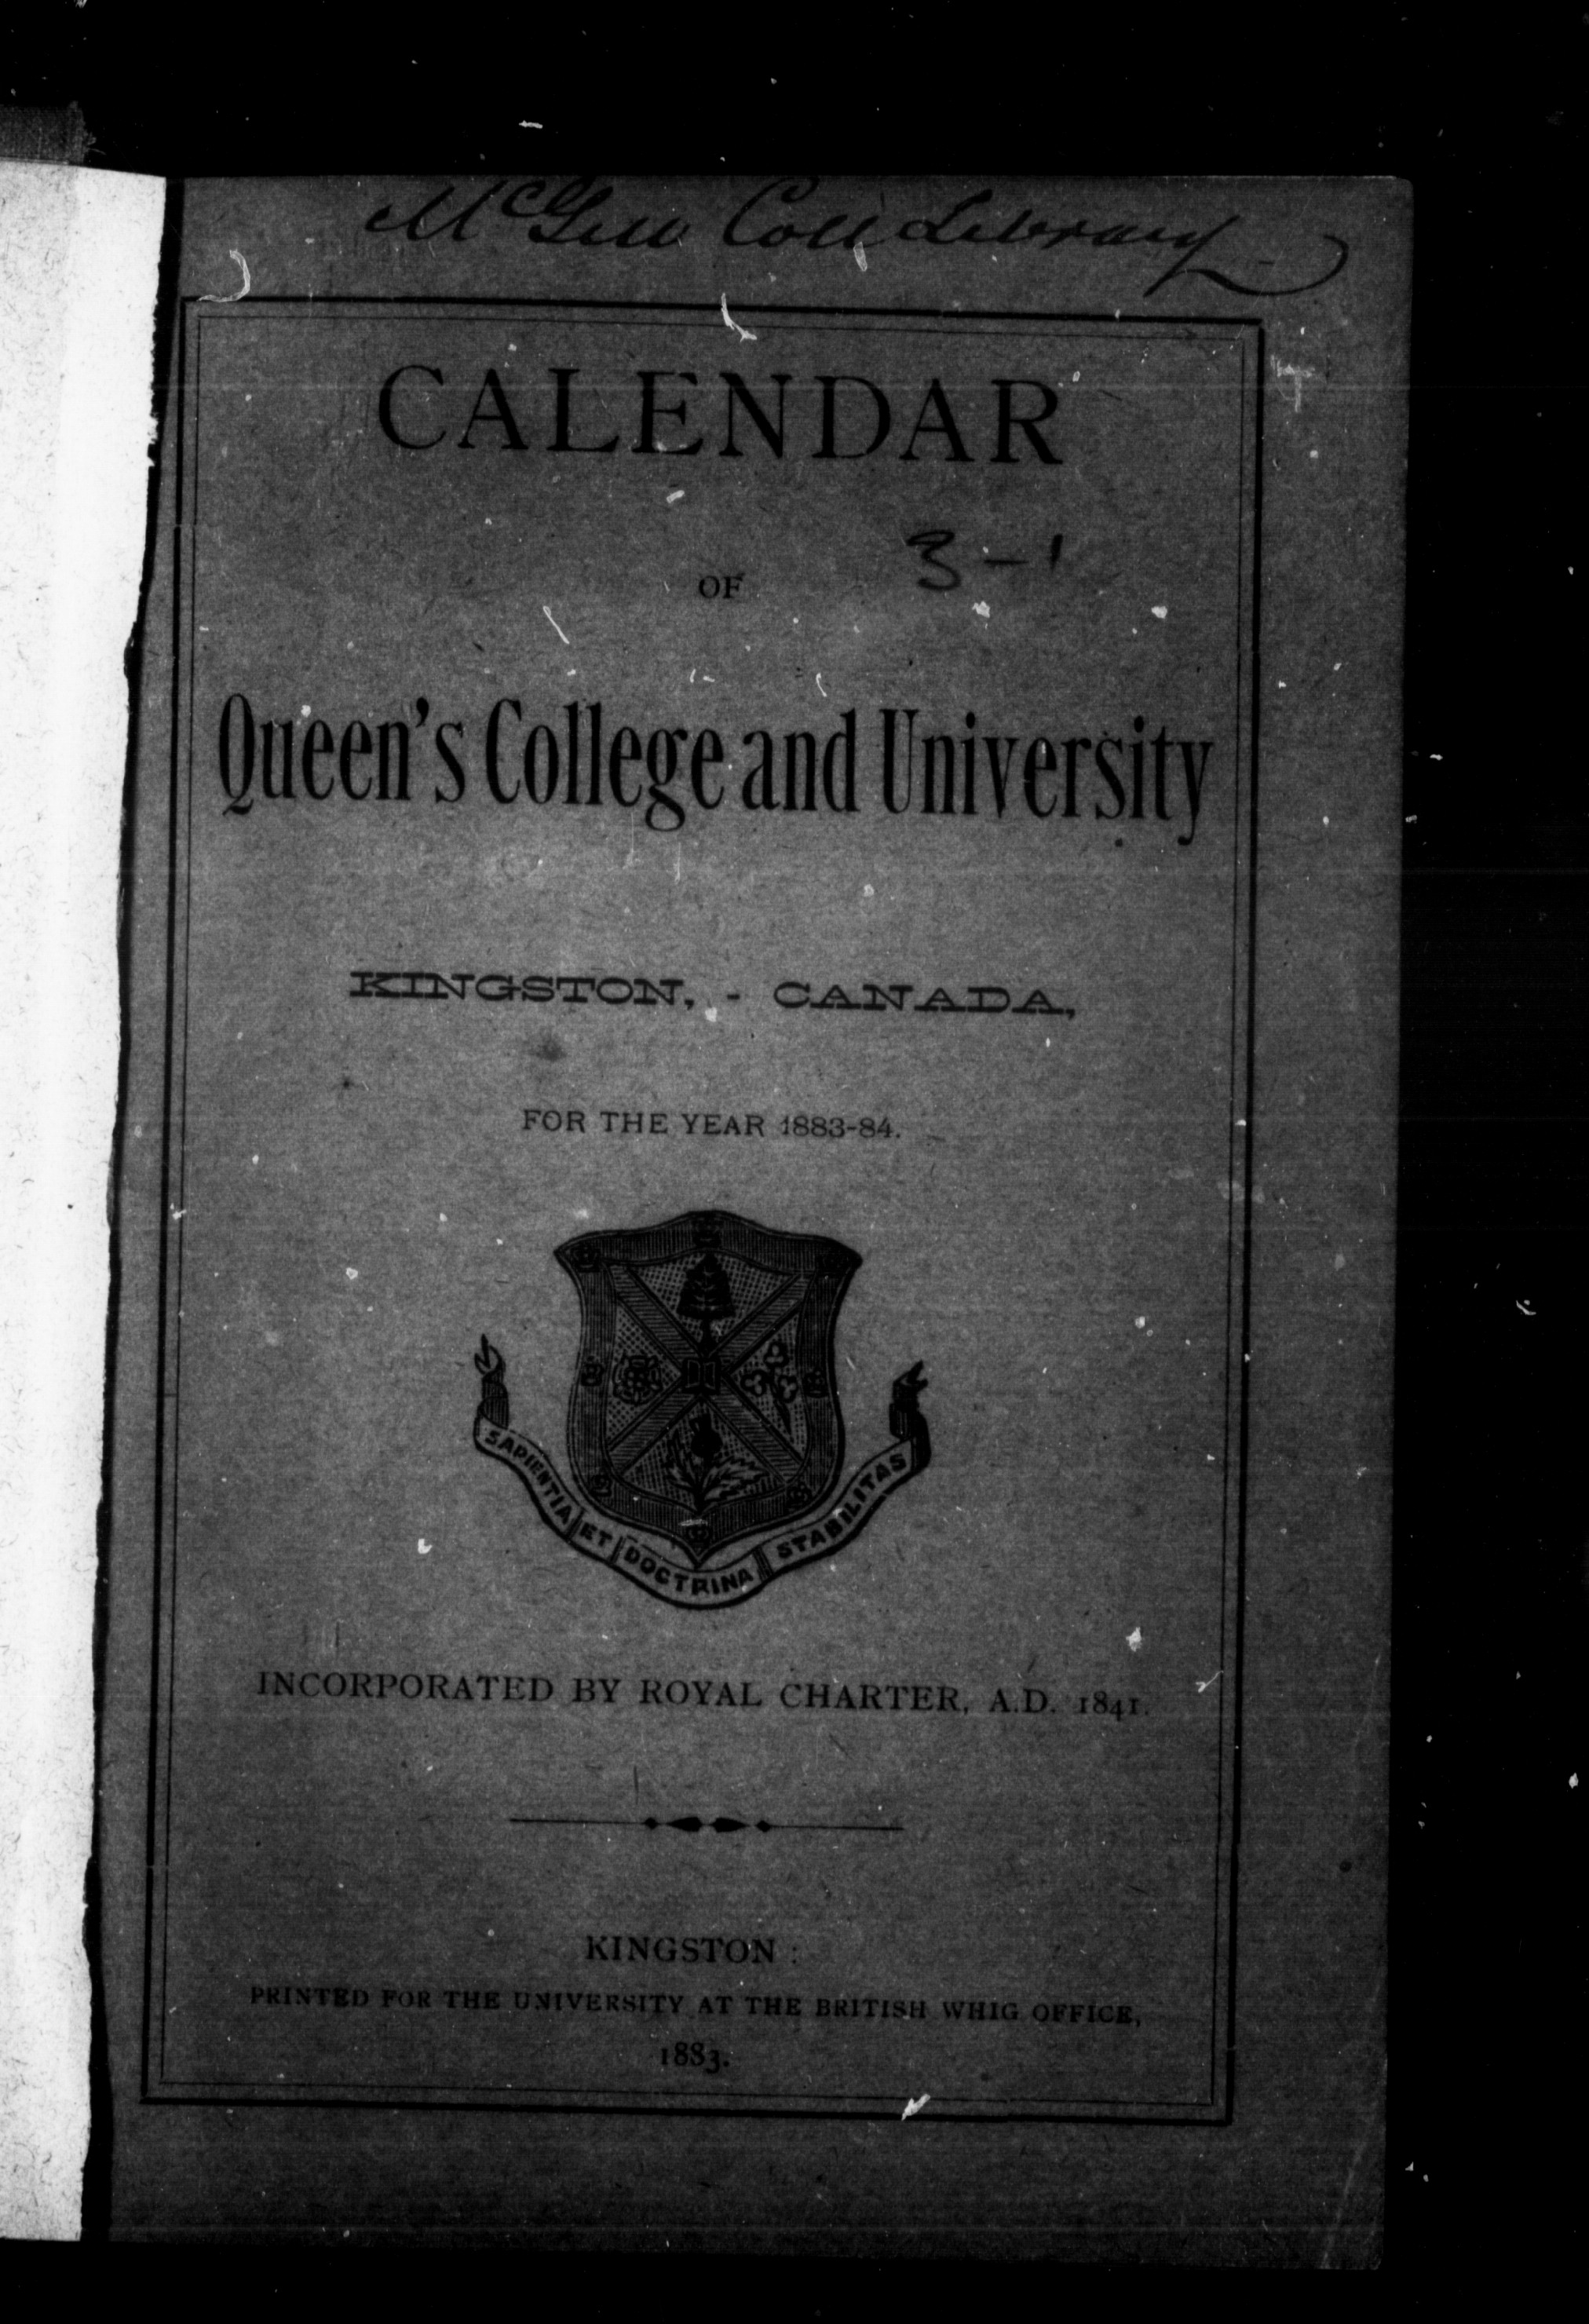 McGill Coll Library
CALENDAR
OF
3-1
Queen's College and University
KINGSTON, - CANADA,
FOR THE YEAR 1883-84.
SAPIENTIA ET DOCTRINA STABILITAS
INCORPORATED BY ROYAL CHARTER, A.D. 1841.
KINGSTON:
PRINTED FOR THE UNIVERSITY AT THE BRITISH WHIG OFFICE,
1883.